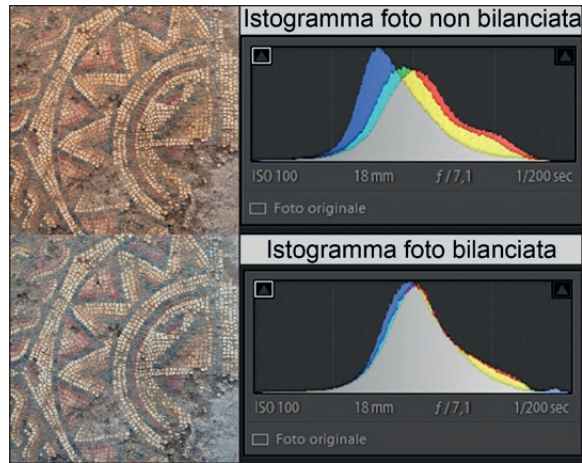 Istogramma foto non bilanciata
ISO 100 18 mm ƒ / 7,1 1/200 sec
Foto originale
Istogramma foto bilanciata
ISO 100 18 mm ƒ / 7,1 1/200 sec
Foto originale